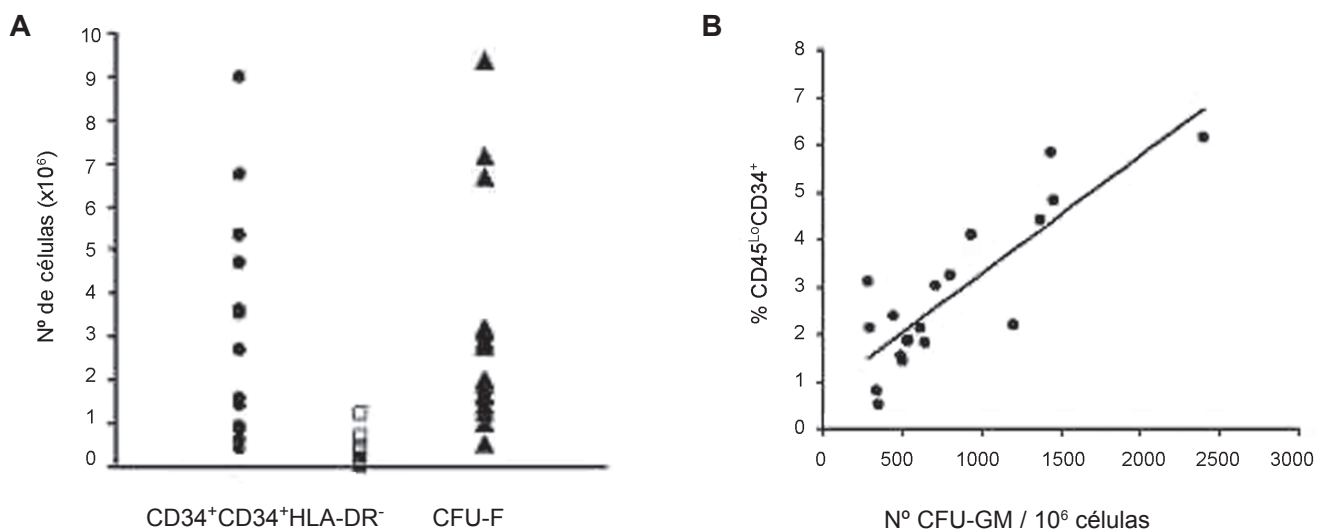 A
10
9
8
7
6
5
4
3
2
1
0
Nº de células (x10⁶)
CD34⁺CD34⁺HLA-DR⁻ CFU-F
B
8
7
6
5
4
3
2
1
0
% CD45ᴸᵒCD34⁺
0 500 1000 1500 2000 2500 3000
Nº CFU-GM / 10⁶ células